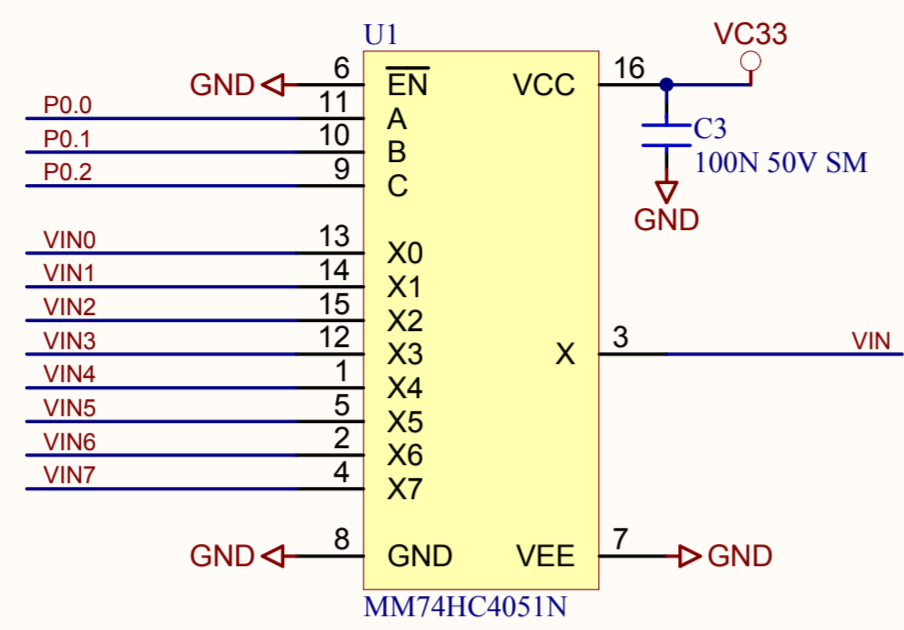 U1
VC33
GND 6 EN VCC 16
P0.0 11 A
P0.1 10 B
P0.2 9 C
C3
100N 50V SM
GND
VIN0 13 X0
VIN1 14 X1
VIN2 15 X2
VIN3 12 X3 X 3 VIN
VIN4 1 X4
VIN5 5 X5
VIN6 2 X6
VIN7 4 X7
GND 8 GND VEE 7 GND
MM74HC4051N